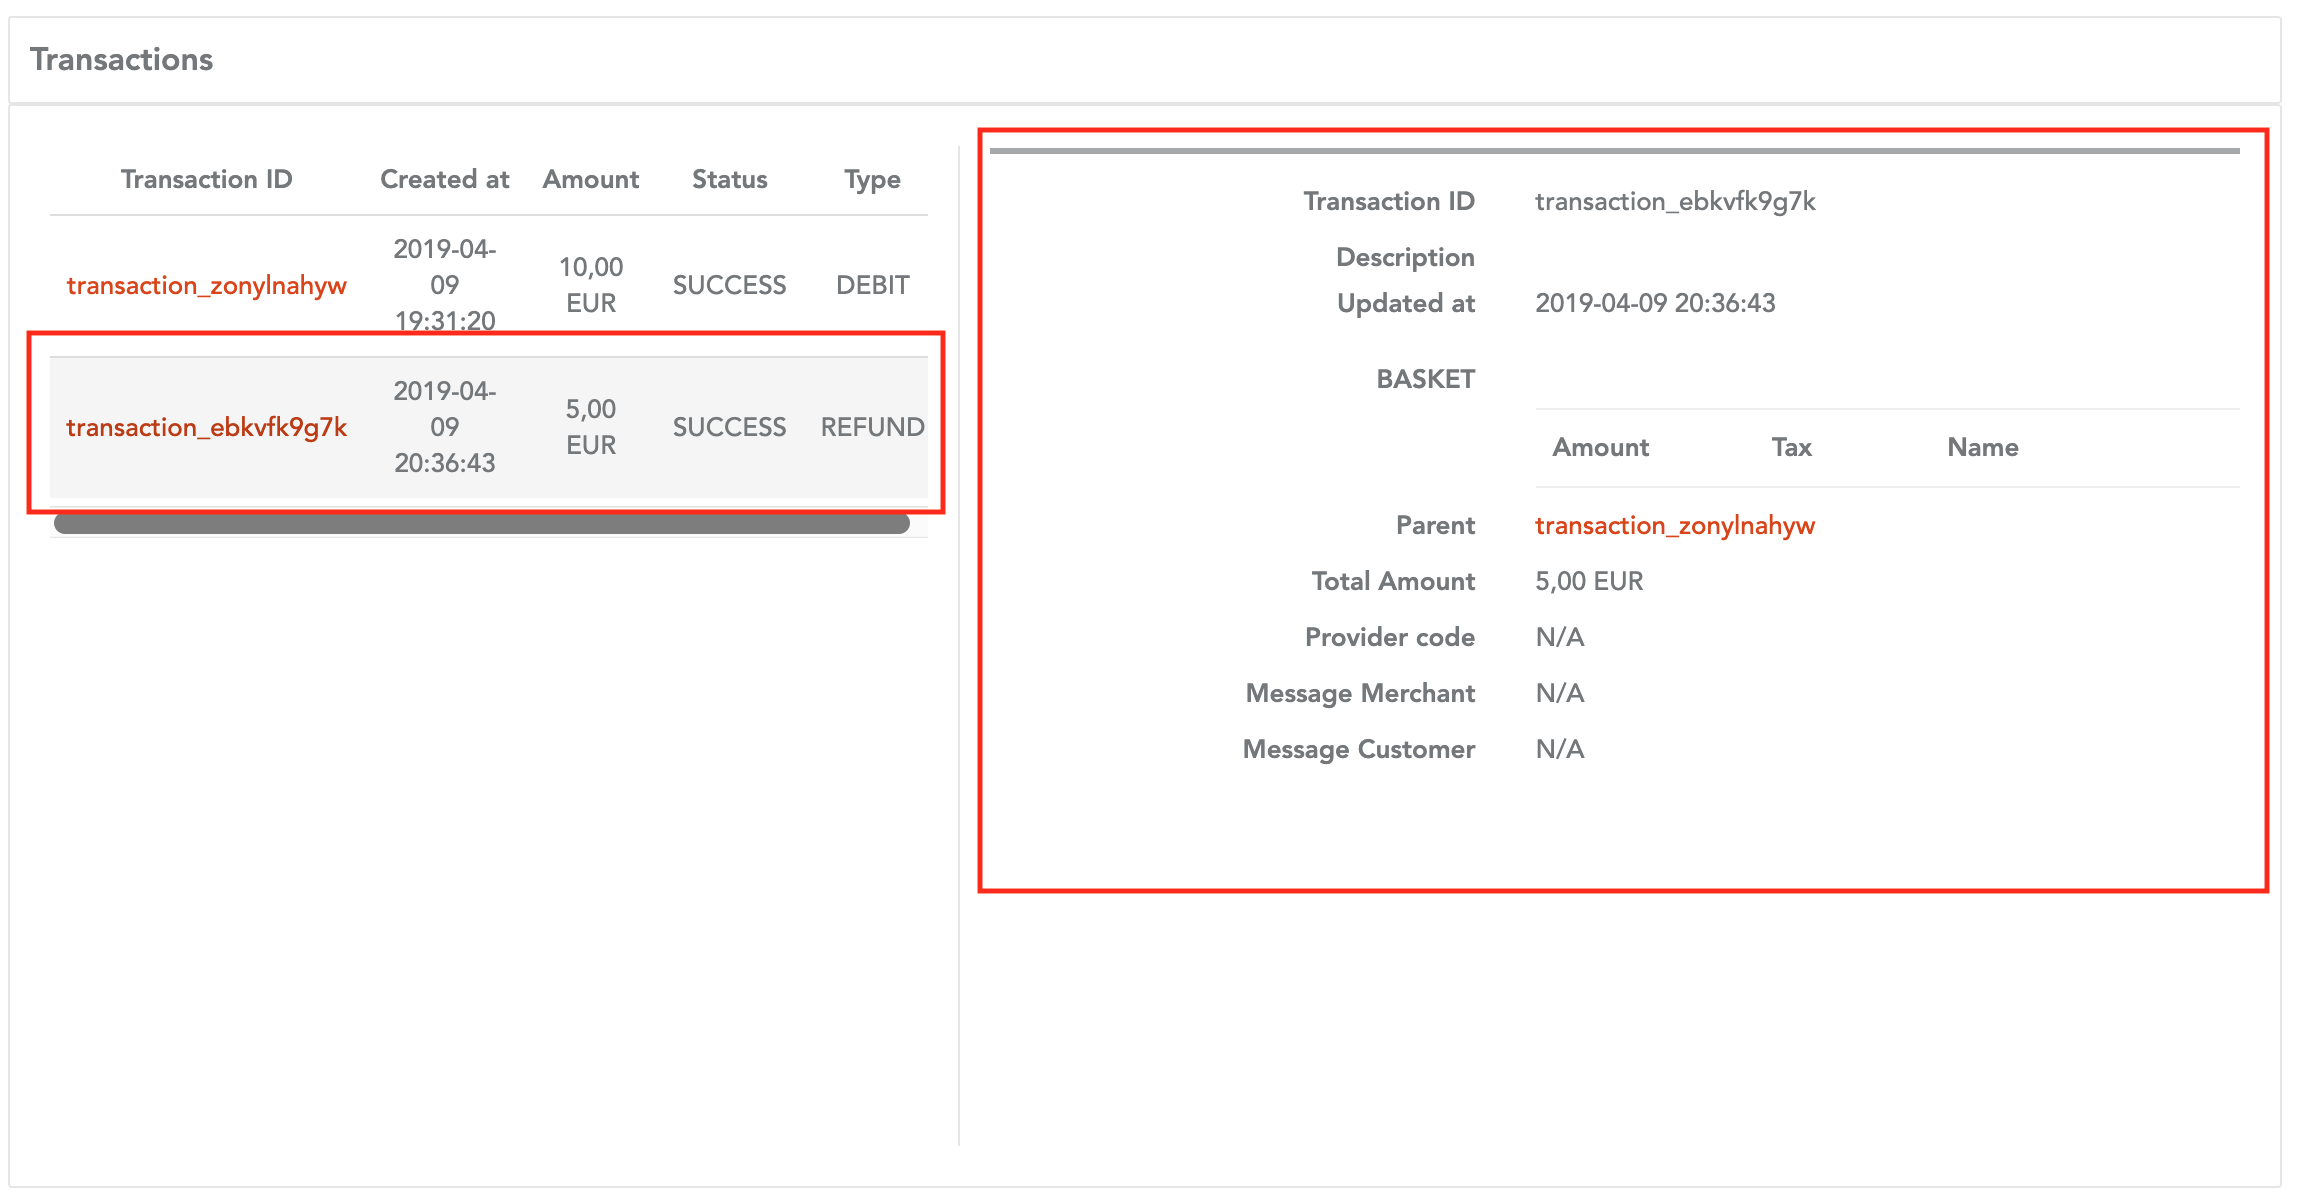 Transactions
Transaction ID Created at Amount Status Type
transaction_zonylnahyw 2019-04-09 19:31:20 10,00 EUR SUCCESS DEBIT
transaction_ebkvfk9g7k 2019-04-09 20:36:43 5,00 EUR SUCCESS REFUND
Transaction ID transaction_ebkvfk9g7k
Description
Updated at 2019-04-09 20:36:43
BASKET
Amount Tax Name
Parent transaction_zonylnahyw
Total Amount 5,00 EUR
Provider code N/A
Message Merchant N/A
Message Customer N/A